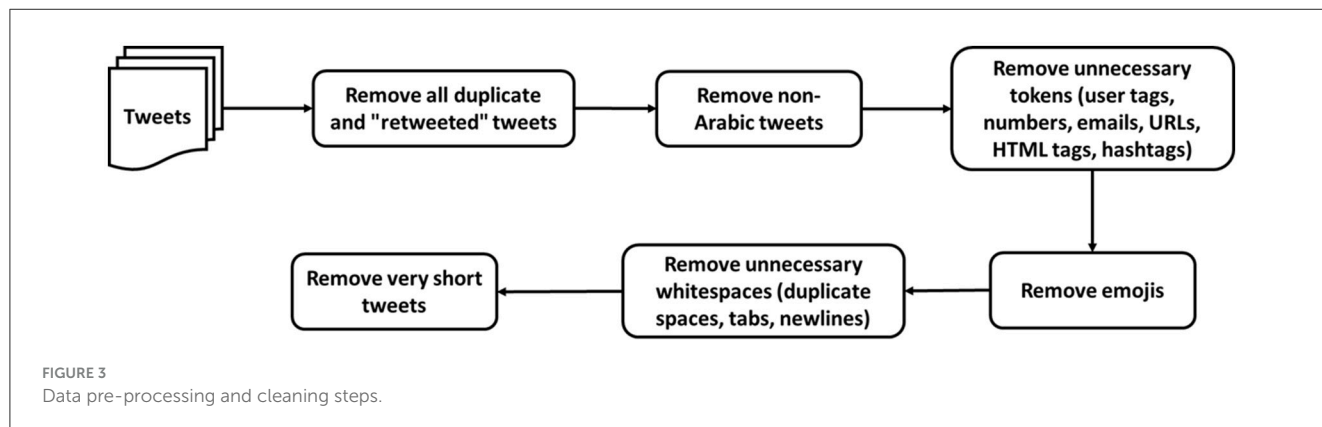 Tweets
Remove all duplicate
and "retweeted" tweets
Remove non-
Arabic tweets
Remove unnecessary
tokens (user tags,
numbers, emails, URLs,
HTML tags, hashtags)
Remove emojis
Remove unnecessary
whitespaces (duplicate
spaces, tabs, newlines)
Remove very short
tweets
FIGURE 3
Data pre-processing and cleaning steps.